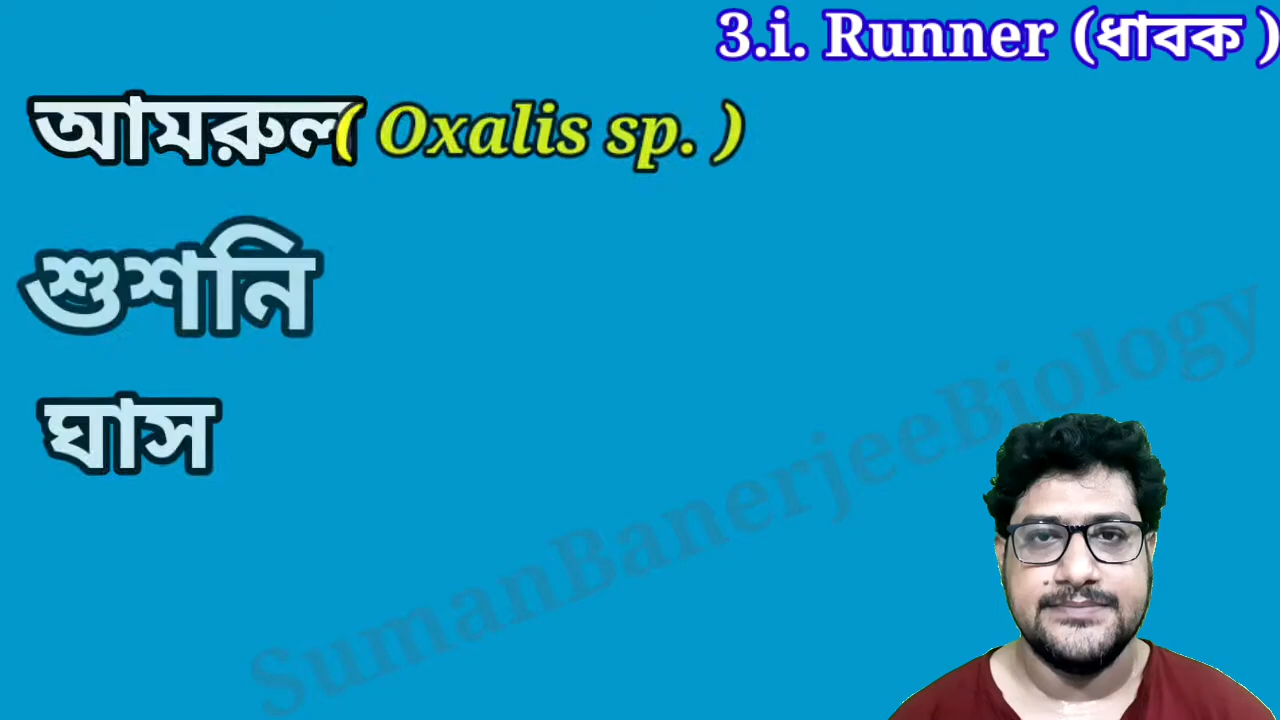 3.i. Runner (ধাবক )
আমরুল ( Oxalis sp. )
শুশনি
ঘাস
SumanBanerjeeBiology